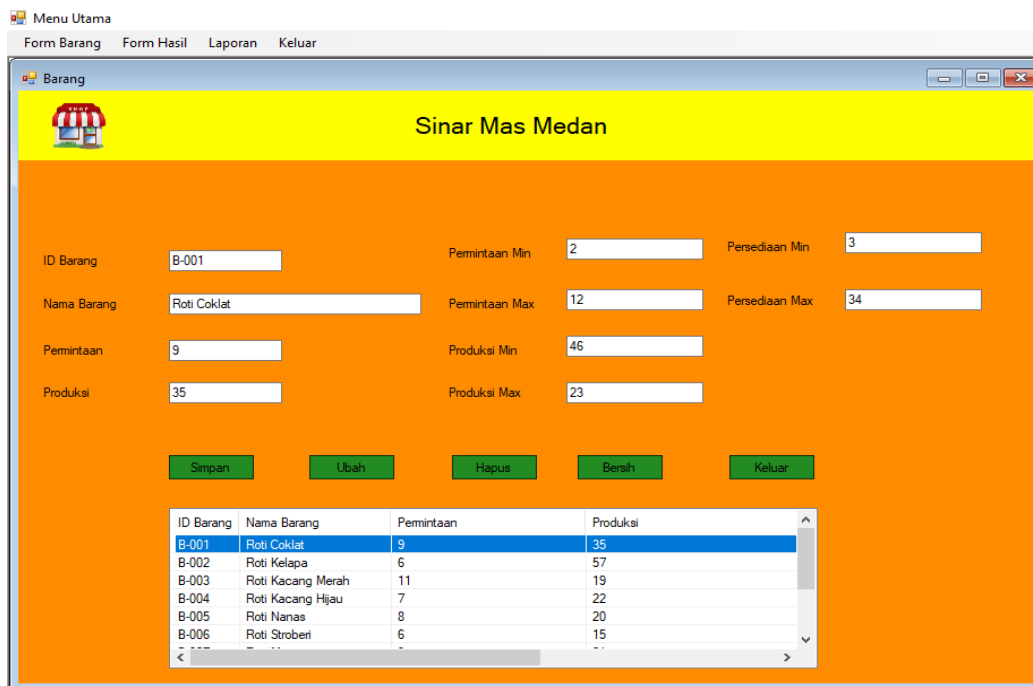 Menu Utama
Form Barang Form Hasil Laporan Keluar
Barang
SHOP
Sinar Mas Medan
ID Barang B-001 Permintaan Min 2 Persediaan Min 3
Nama Barang Roti Coklat Permintaan Max 12 Persediaan Max 34
Permintaan 9 Produksi Min 46
Produksi 35 Produksi Max 23
Simpan Ubah Hapus Bersih Keluar
ID Barang Nama Barang Permintaan Produksi
B-001 Roti Coklat 9 35
B-002 Roti Kelapa 6 57
B-003 Roti Kacang Merah 11 19
B-004 Roti Kacang Hijau 7 22
B-005 Roti Nanas 8 20
B-006 Roti Stroberi 6 15